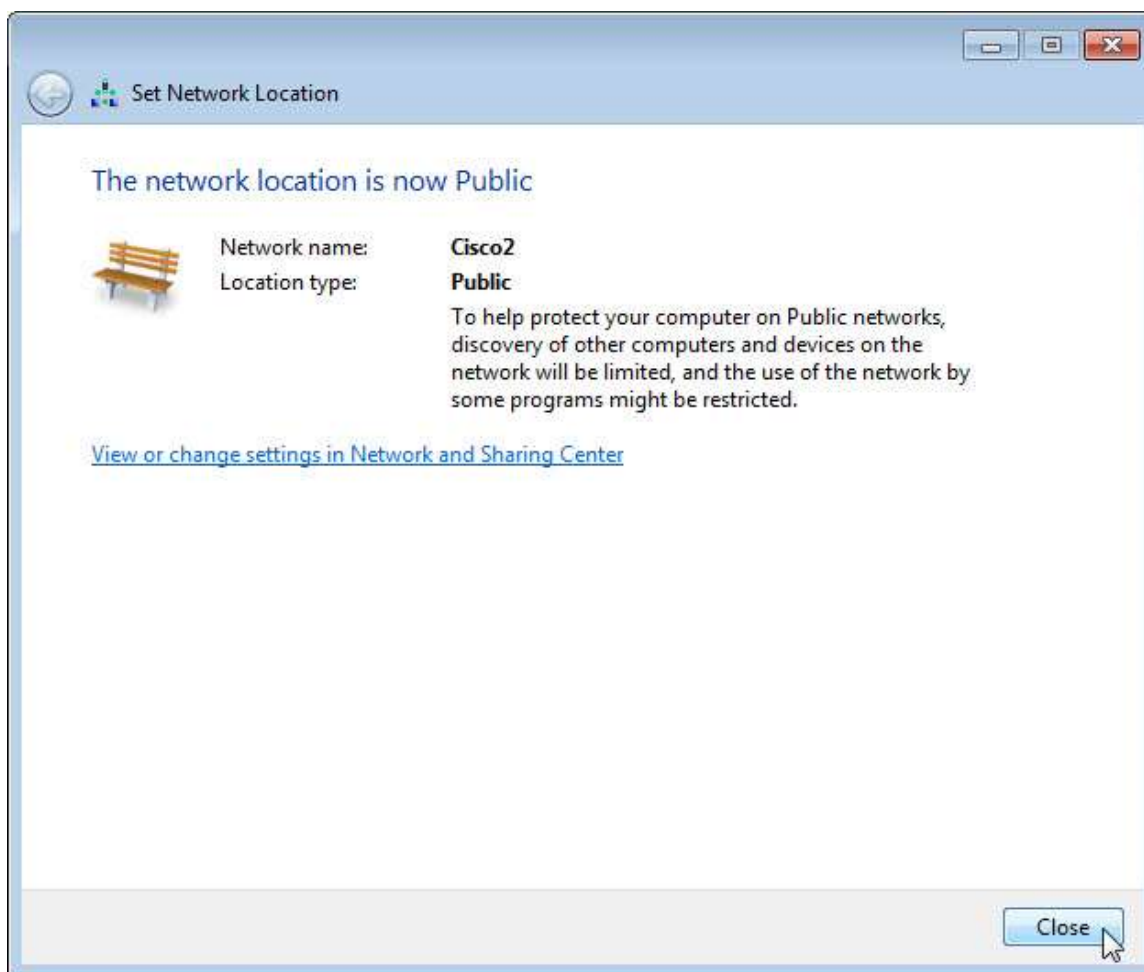 Set Network Location
The network location is now Public
Network name: Cisco2
Location type: Public
To help protect your computer on Public networks,
discovery of other computers and devices on the
network will be limited, and the use of the network by
some programs might be restricted.
View or change settings in Network and Sharing Center
Close